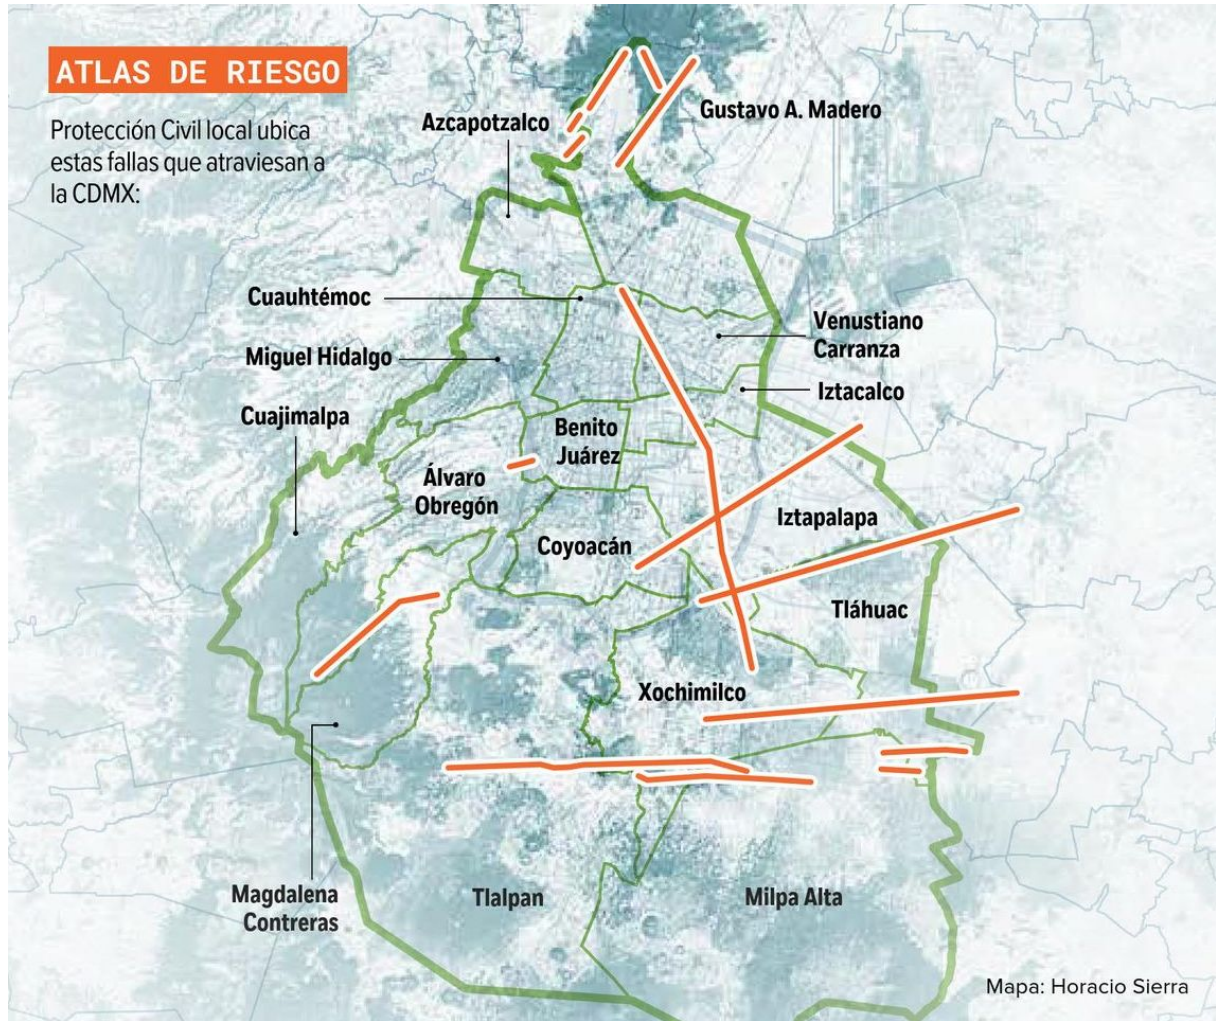 ATLAS DE RIESGO
Protección Civil local ubica
estas fallas que atraviesan a
la CDMX:
Azcapotzalco
Gustavo A. Madero
Cuauhtémoc
Venustiano
Carranza
Miguel Hidalgo
Iztacalco
Cuajimalpa
Benito
Juárez
Álvaro
Obregón
Iztapalapa
Coyoacán
Tláhuac
Xochimilco
Magdalena
Contreras
Tlalpan
Milpa Alta
Mapa: Horacio Sierra